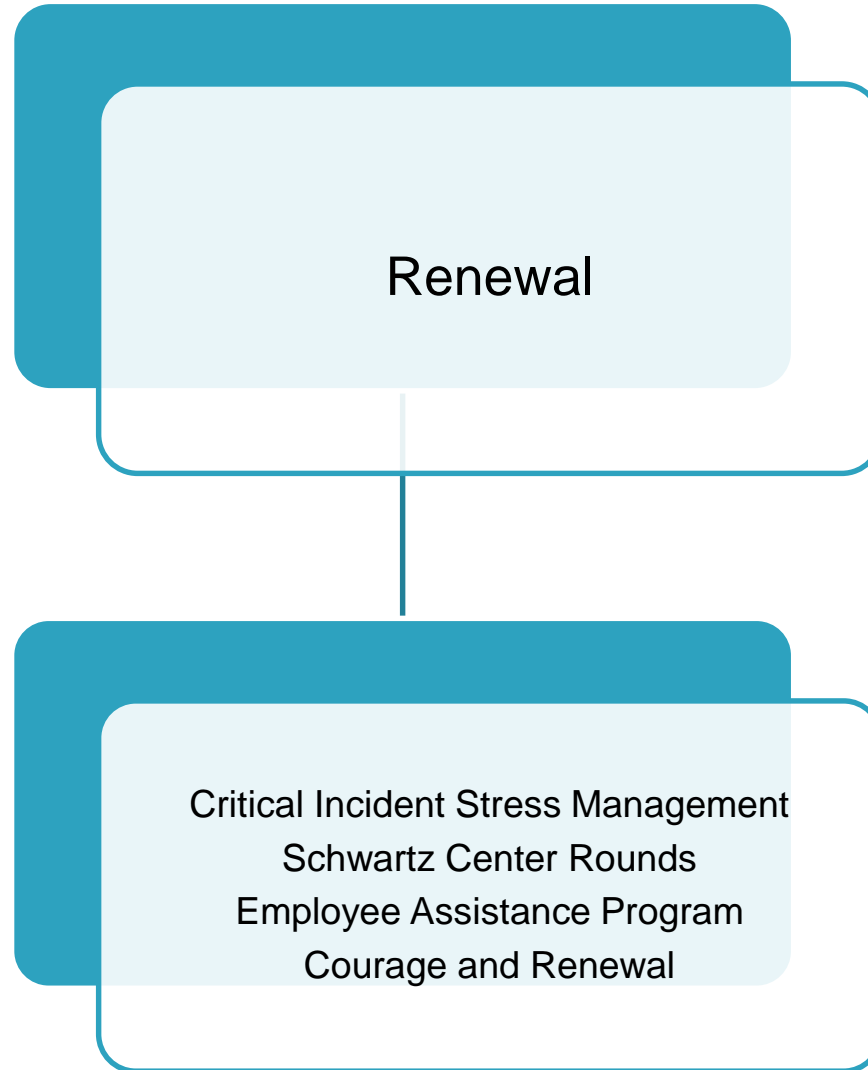 Renewal
Critical Incident Stress Management
Schwartz Center Rounds
Employee Assistance Program
Courage and Renewal